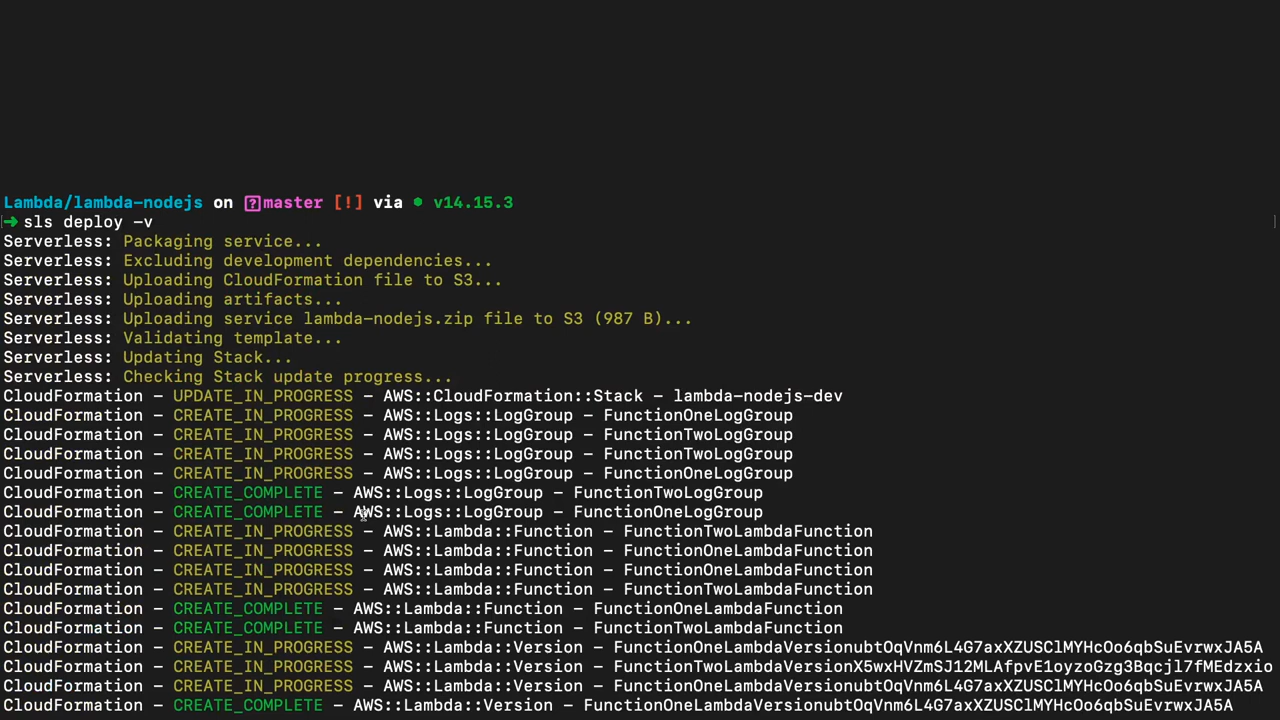 Lambda/lambda-nodejs on [?]master [!] via ● v14.15.3
➜ sls deploy -v
Serverless: Packaging service...
Serverless: Excluding development dependencies...
Serverless: Uploading CloudFormation file to S3...
Serverless: Uploading artifacts...
Serverless: Uploading service lambda-nodejs.zip file to S3 (987 B)...
Serverless: Validating template...
Serverless: Updating Stack...
Serverless: Checking Stack update progress...
CloudFormation - UPDATE_IN_PROGRESS - AWS::CloudFormation::Stack - lambda-nodejs-dev
CloudFormation - CREATE_IN_PROGRESS - AWS::Logs::LogGroup - FunctionOneLogGroup
CloudFormation - CREATE_IN_PROGRESS - AWS::Logs::LogGroup - FunctionTwoLogGroup
CloudFormation - CREATE_IN_PROGRESS - AWS::Logs::LogGroup - FunctionTwoLogGroup
CloudFormation - CREATE_IN_PROGRESS - AWS::Logs::LogGroup - FunctionOneLogGroup
CloudFormation - CREATE_COMPLETE - AWS::Logs::LogGroup - FunctionTwoLogGroup
CloudFormation - CREATE_COMPLETE - AWS::Logs::LogGroup - FunctionOneLogGroup
CloudFormation - CREATE_IN_PROGRESS - AWS::Lambda::Function - FunctionTwoLambdaFunction
CloudFormation - CREATE_IN_PROGRESS - AWS::Lambda::Function - FunctionOneLambdaFunction
CloudFormation - CREATE_IN_PROGRESS - AWS::Lambda::Function - FunctionOneLambdaFunction
CloudFormation - CREATE_IN_PROGRESS - AWS::Lambda::Function - FunctionTwoLambdaFunction
CloudFormation - CREATE_COMPLETE - AWS::Lambda::Function - FunctionOneLambdaFunction
CloudFormation - CREATE_COMPLETE - AWS::Lambda::Function - FunctionTwoLambdaFunction
CloudFormation - CREATE_IN_PROGRESS - AWS::Lambda::Version - FunctionOneLambdaVersionubtOqVnm6L4G7axXZUSClMYHcOo6qbSuEvrwxJA5A
CloudFormation - CREATE_IN_PROGRESS - AWS::Lambda::Version - FunctionTwoLambdaVersionX5wxHVZmSJ12MLAfpvE1oyzoGzg3Bqcjl7fMEdzxio
CloudFormation - CREATE_IN_PROGRESS - AWS::Lambda::Version - FunctionOneLambdaVersionubtOqVnm6L4G7axXZUSClMYHcOo6qbSuEvrwxJA5A
CloudFormation - CREATE_COMPLETE - AWS::Lambda::Version - FunctionOneLambdaVersionubtOqVnm6L4G7axXZUSClMYHcOo6qbSuEvrwxJA5A